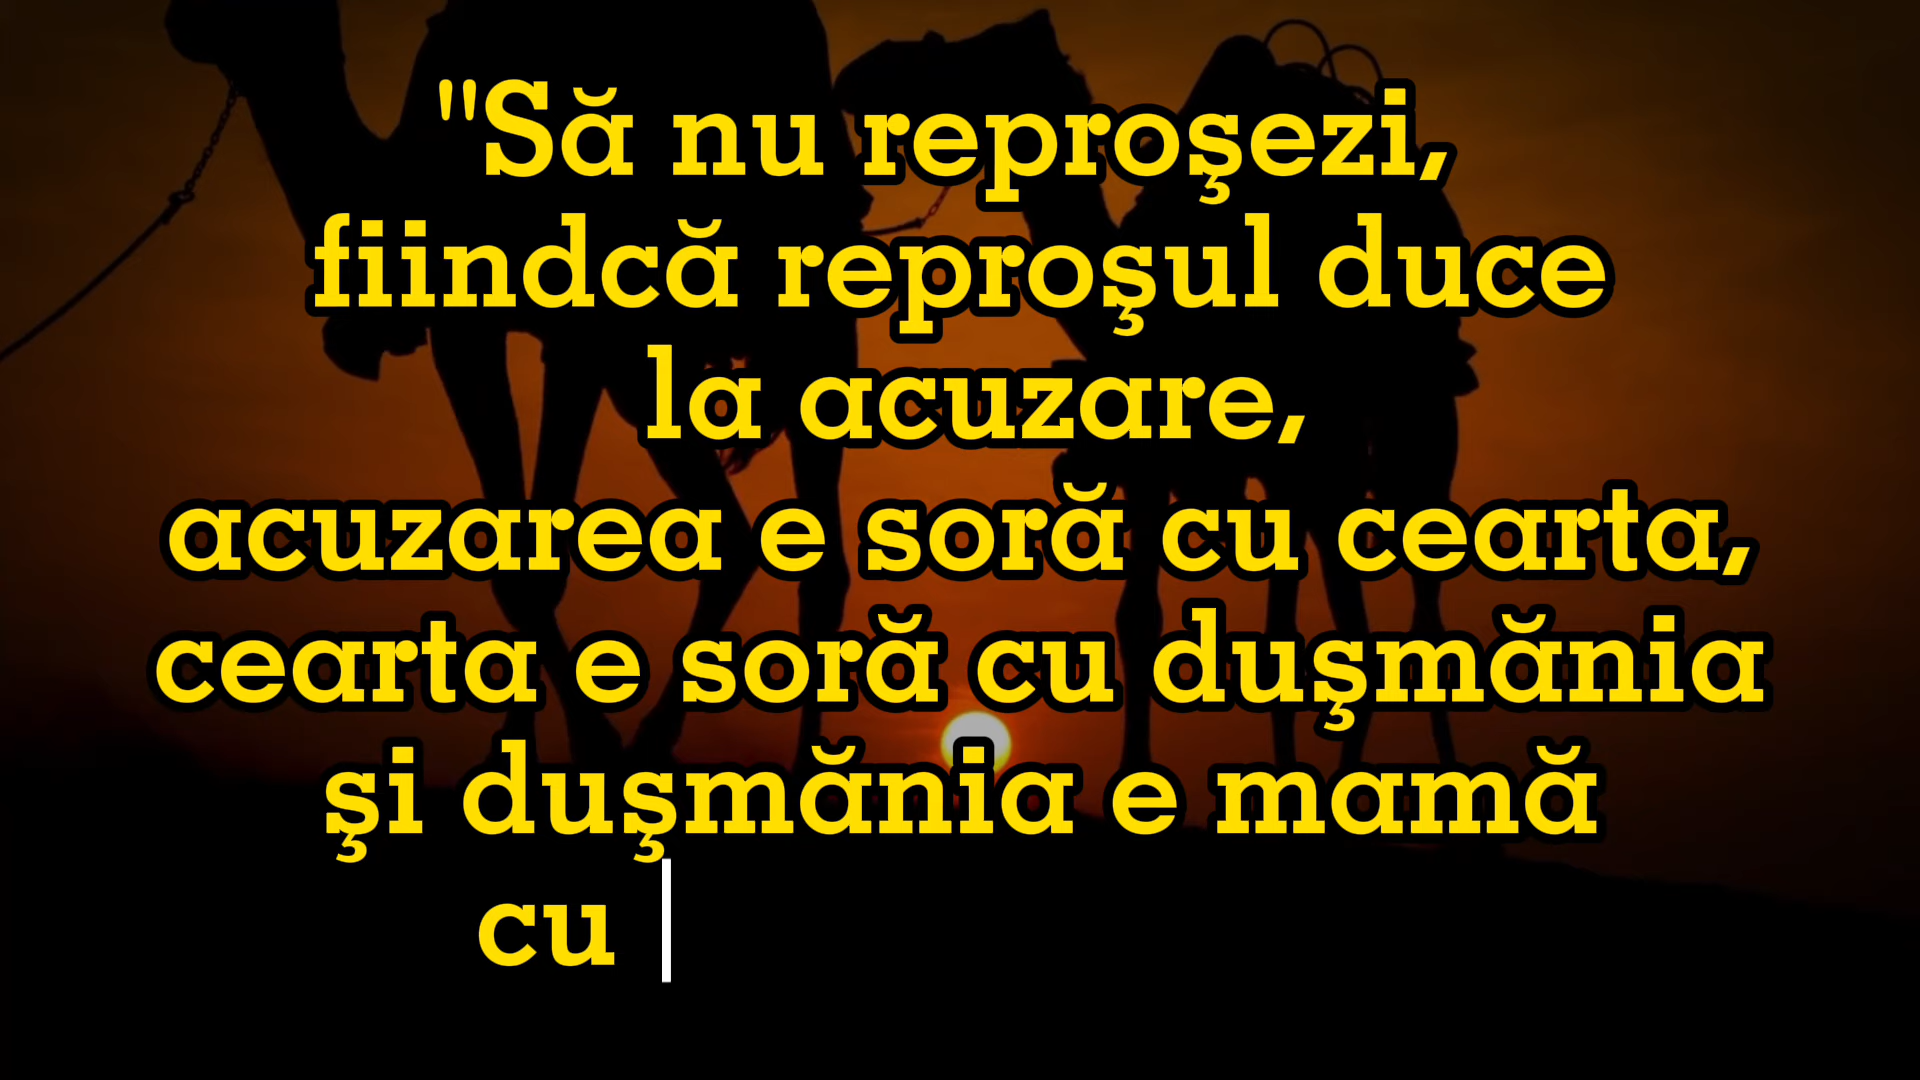 "Să nu reproşezi,
fiindcă reproşul duce
la acuzare,
acuzarea e soră cu cearta,
cearta e soră cu duşmănia
şi duşmănia e mamă
cu